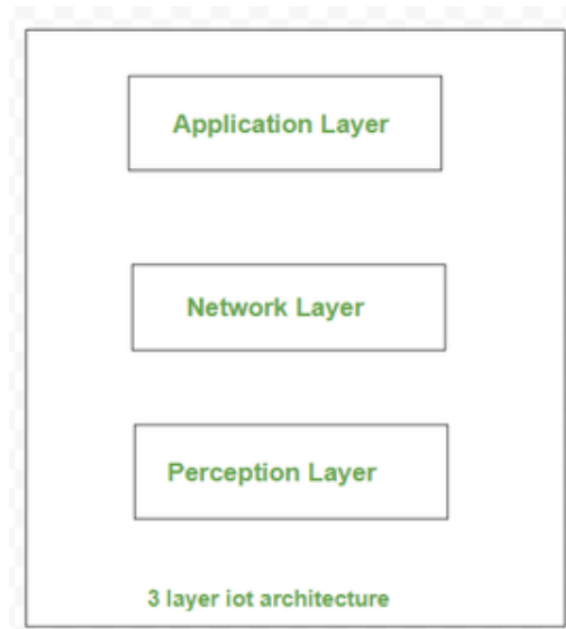 Application Layer
Network Layer
Perception Layer
3 layer iot architecture